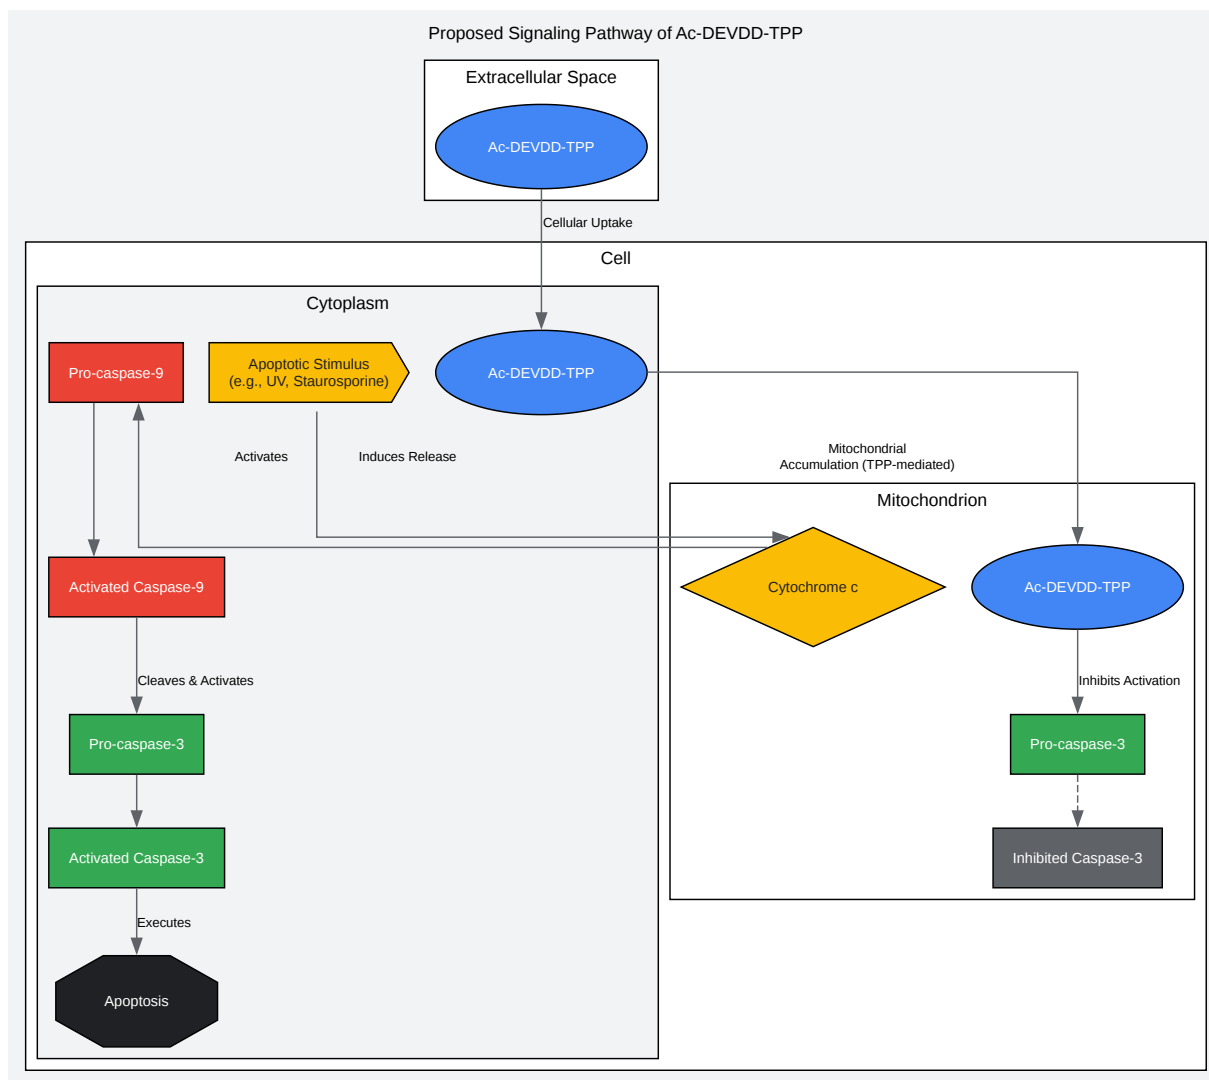 Proposed Signaling Pathway of Ac-DEVDD-TPP
Extracellular Space
Ac-DEVDD-TPP
Cellular Uptake
Cell
Cytoplasm
Pro-caspase-9
Apoptotic Stimulus
(e.g., UV, Staurosporine)
Ac-DEVDD-TPP
Activates
Induces Release
Mitochondrial
Accumulation (TPP-mediated)
Mitochondrion
Activated Caspase-9
Cytochrome c
Ac-DEVDD-TPP
Cleaves & Activates
Inhibits Activation
Pro-caspase-3
Pro-caspase-3
Activated Caspase-3
Inhibited Caspase-3
Executes
Apoptosis